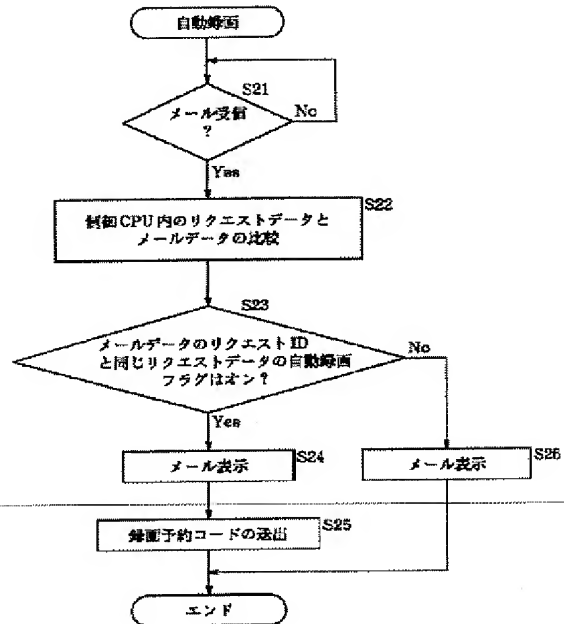 自動録画
S21
メール受信
?
No
Yes
S22
制御CPU内のリクエストデータと
メールデータの比較
S23
メールデータのリクエストID
と同じリクエストデータの自動録画
フラグはオン?
No
Yes
メール表示
S24
メール表示
S26
録画予約コードの送出
S25
エンド